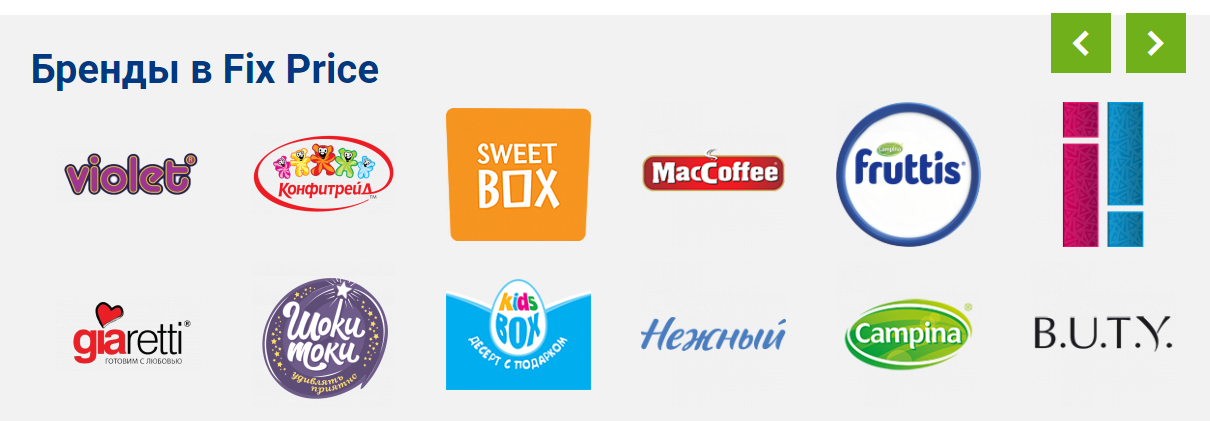 Бренды в Fix Price
violet®
Конфитрейл™
SWEET
BOX
MacCoffee®
Campina
fruttis®
giaretti®
ГОТОВИМ С ЛЮБОВЬЮ
Шоки
токи
удивлять
приятно
Kids
BOX
ДЕСЕРТ С ПОДАРКОМ
Нежный
Campina®
B.U.T.Y.